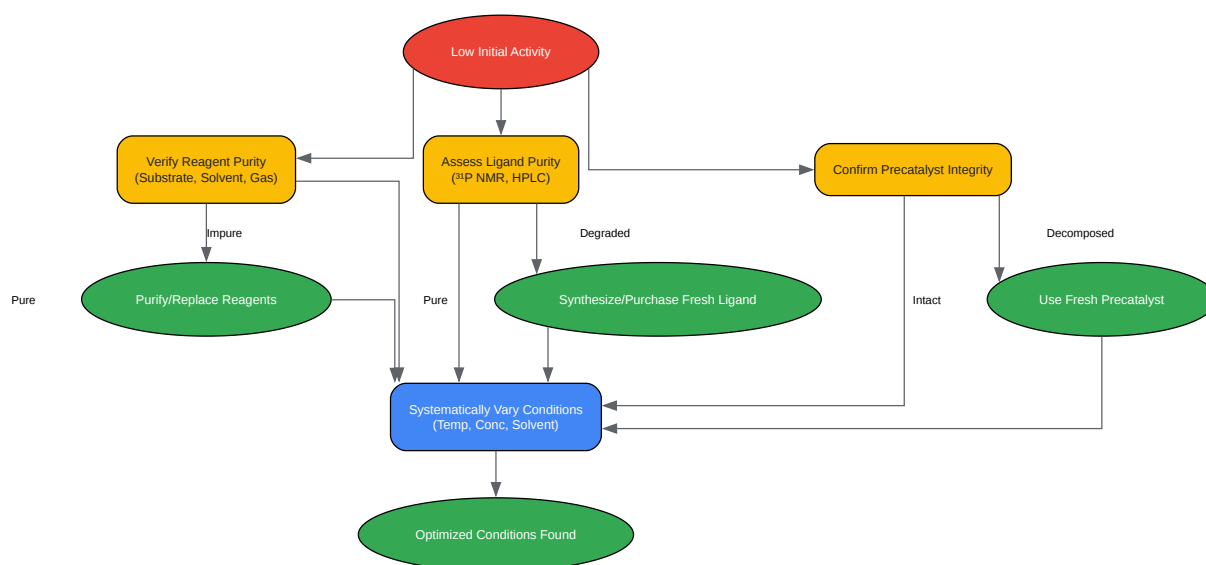 Low Initial Activity
Verify Reagent Purity
(Substrate, Solvent, Gas)
Assess Ligand Purity
(³¹P NMR, HPLC)
Confirm Precatalyst Integrity
Impure
Degraded
Decomposed
Pure
Purify/Replace Reagents
Pure
Synthesize/Purchase Fresh Ligand
Intact
Use Fresh Precatalyst
Systematically Vary Conditions
(Temp, Conc, Solvent)
Optimized Conditions Found